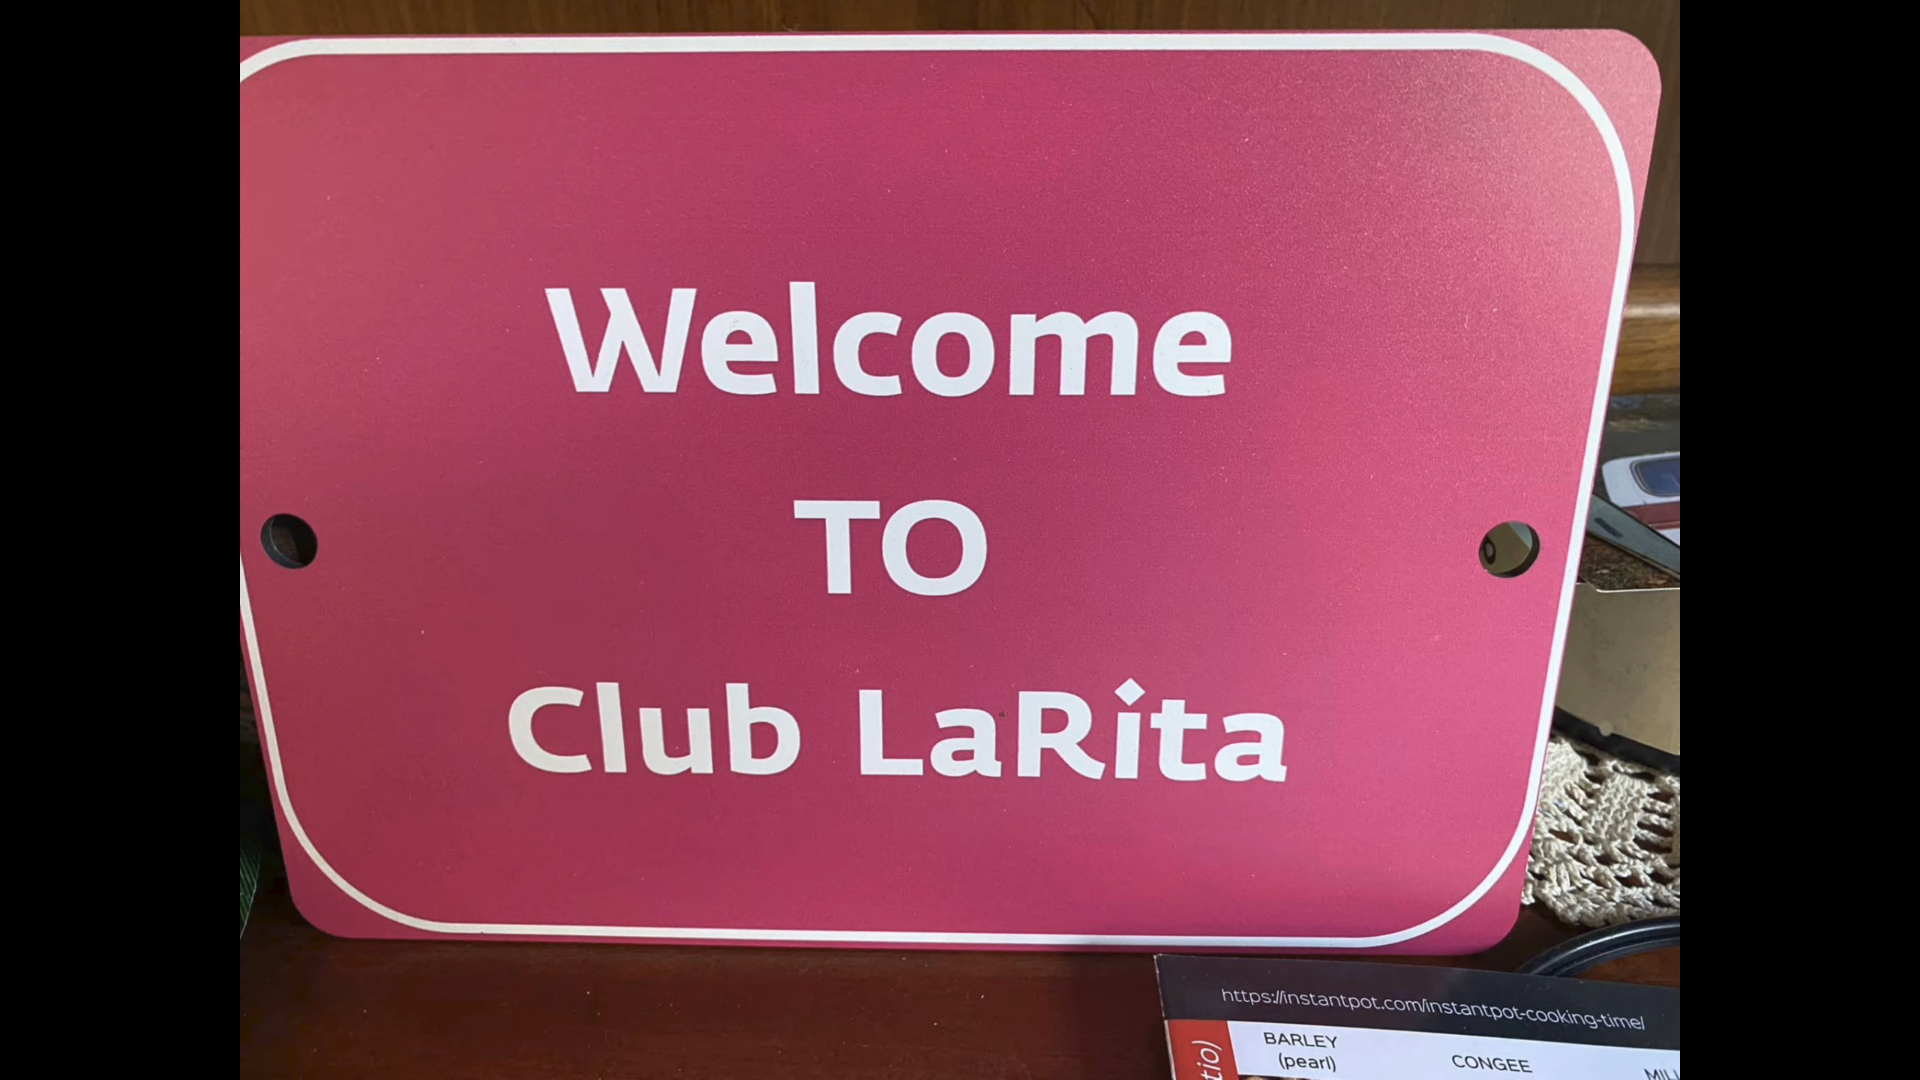 Welcome
TO
Club LaRita
https://instantpot.com/instantpot-cooking-time/
BARLEY
(pearl)
CONGEE